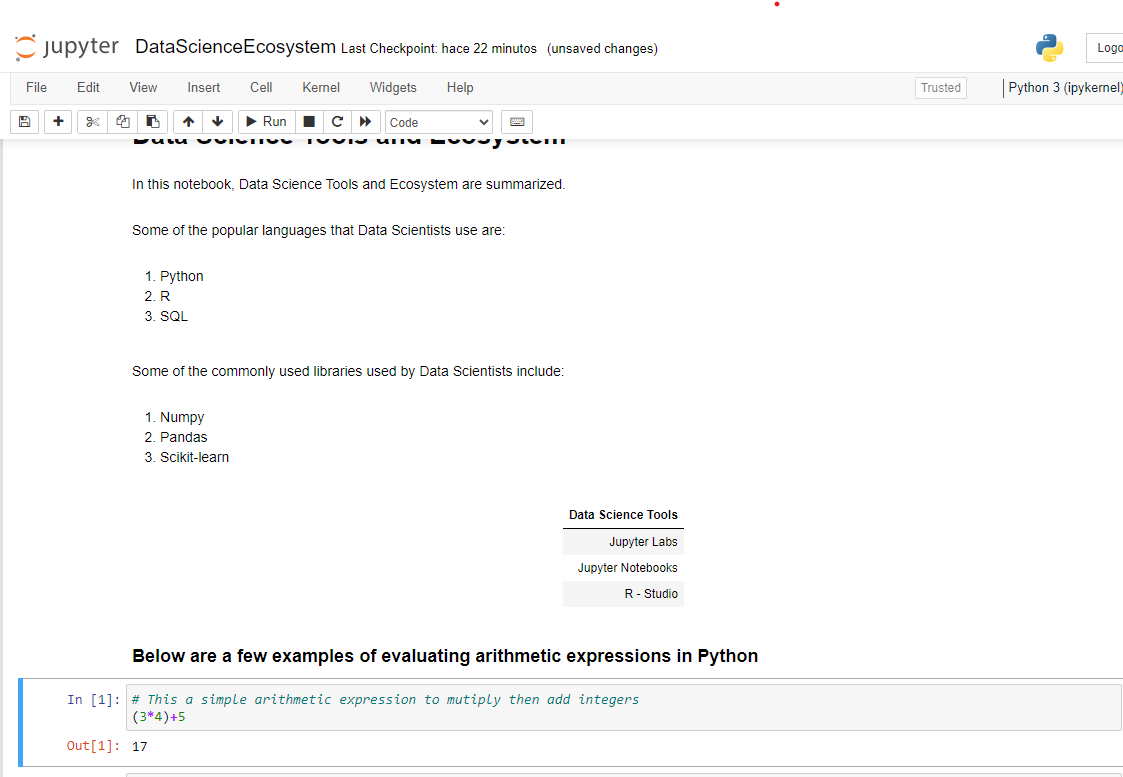 jupyter DataScienceEcosystem Last Checkpoint: hace 22 minutos (unsaved changes)
Logo
File Edit View Insert Cell Kernel Widgets Help
Trusted
Python 3 (ipykernel)
Run
Code
Data Science Tools and Ecosystem
In this notebook, Data Science Tools and Ecosystem are summarized.
Some of the popular languages that Data Scientists use are:
1. Python
2. R
3. SQL
Some of the commonly used libraries used by Data Scientists include:
1. Numpy
2. Pandas
3. Scikit-learn
Data Science Tools
Jupyter Labs
Jupyter Notebooks
R - Studio
Below are a few examples of evaluating arithmetic expressions in Python
In [1]: # This a simple arithmetic expression to mutiply then add integers
(3*4)+5
Out[1]: 17